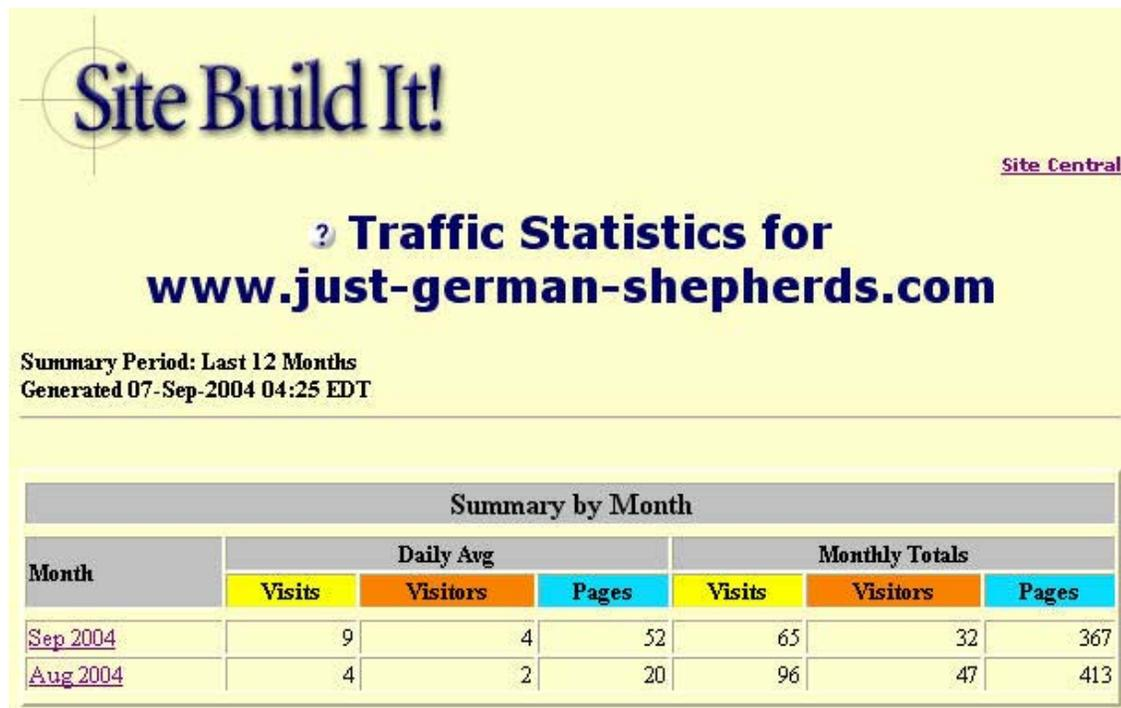 Site Build It!
Site Central
? Traffic Statistics for
www.just-german-shepherds.com
Summary Period: Last 12 Months
Generated 07-Sep-2004 04:25 EDT
Summary by Month
Month Daily Avg Monthly Totals
Visits Visitors Pages Visits Visitors Pages
Sep 2004 9 4 52 65 32 367
Aug 2004 4 2 20 96 47 413